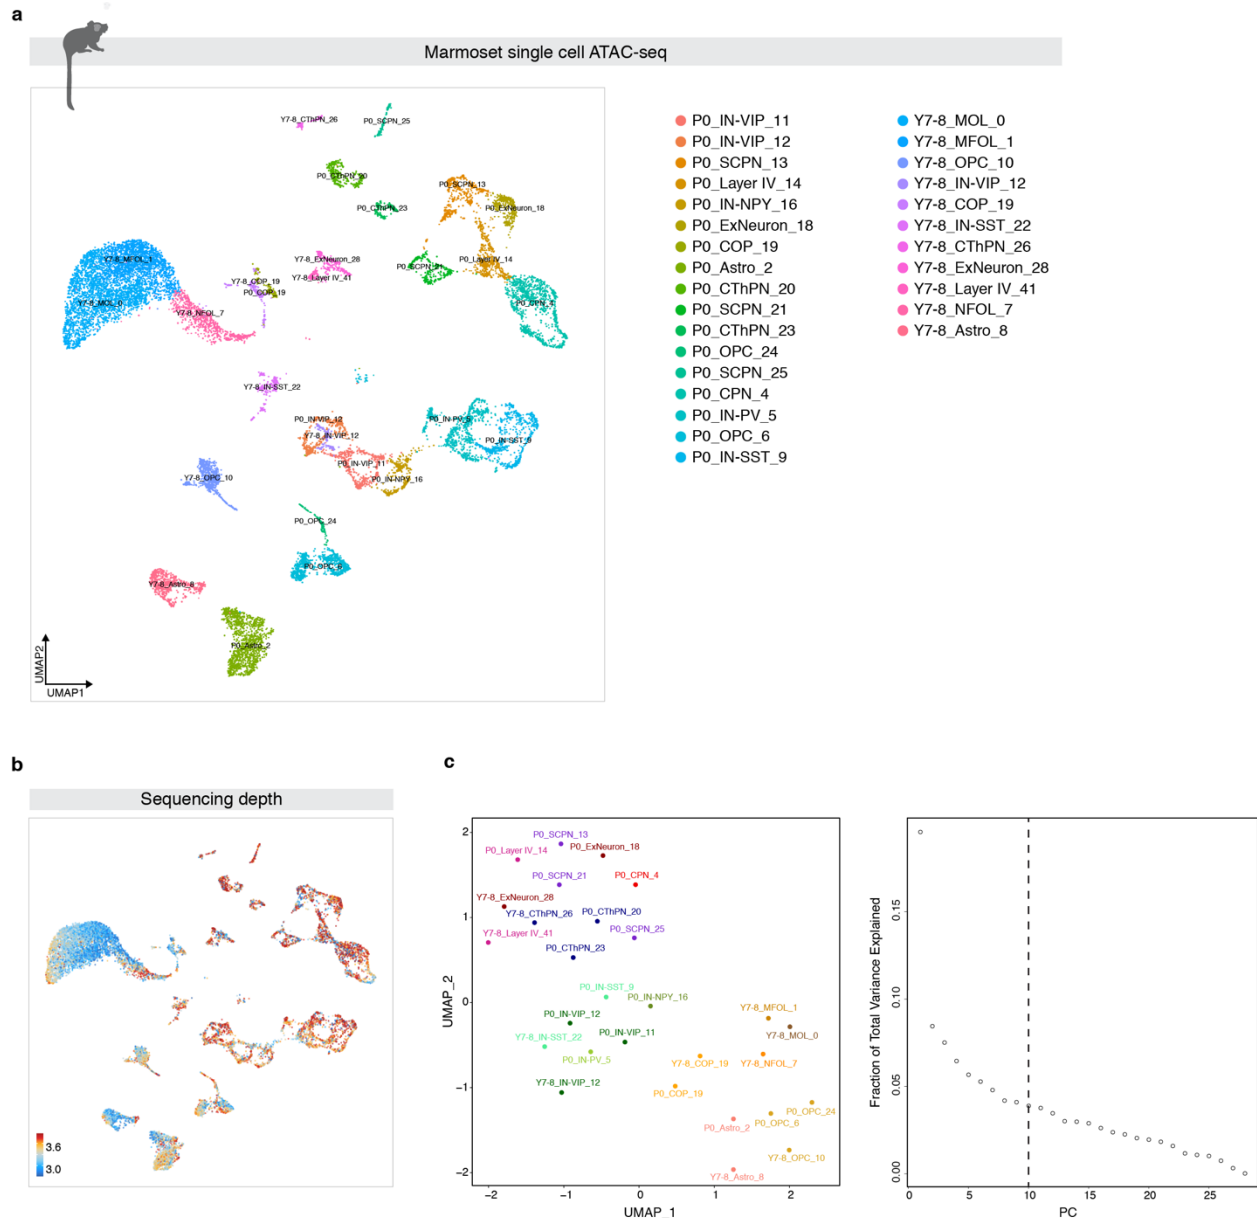 a
Marmoset single cell ATAC-seq
Y7-8_CThPN_26
P0_SCPN_25
P0_CThPN_20
P0_SCPN_13
P0_CThPN_23
P0_ExNeuron_18
Y7-8_MFOL_1
Y7-8_ExNeuron_28
P0_Layer IV_14
P0_SCPN_21
Y7-8_Layer IV_41
Y7-8_COP_19
P0_COP_19
Y7-8_MOL_0
P0_CPN_4
Y7-8_NFOL_7
Y7-8_IN-SST_22
P0_IN-VIP_12
P0_IN-PV_5
Y7-8_IN-VIP_12
P0_IN-SST_9
P0_IN-VIP_11
Y7-8_OPC_10
P0_IN-NPY_16
P0_OPC_24
P0_OPC_6
Y7-8_Astro_8
P0_Astro_2
UMAP2
UMAP1
P0_IN-VIP_11
P0_IN-VIP_12
P0_SCPN_13
P0_Layer IV_14
P0_IN-NPY_16
P0_ExNeuron_18
P0_COP_19
P0_Astro_2
P0_CThPN_20
P0_SCPN_21
P0_CThPN_23
P0_OPC_24
P0_SCPN_25
P0_CPN_4
P0_IN-PV_5
P0_OPC_6
P0_IN-SST_9
Y7-8_MOL_0
Y7-8_MFOL_1
Y7-8_OPC_10
Y7-8_IN-VIP_12
Y7-8_COP_19
Y7-8_IN-SST_22
Y7-8_CThPN_26
Y7-8_ExNeuron_28
Y7-8_Layer IV_41
Y7-8_NFOL_7
Y7-8_Astro_8
b
Sequencing depth
3.6
3.0
c
P0_SCPN_13
P0_Layer IV_14
P0_ExNeuron_18
P0_SCPN_21
P0_CPN_4
Y7-8_ExNeuron_28
Y7-8_CThPN_26
P0_CThPN_20
P0_SCPN_25
Y7-8_Layer IV_41
P0_CThPN_23
P0_IN-SST_9
P0_IN-NPY_16
P0_IN-VIP_12
Y7-8_MFOL_1
Y7-8_MOL_0
Y7-8_IN-SST_22
P0_IN-VIP_11
P0_IN-PV_5
Y7-8_COP_19
Y7-8_NFOL_7
Y7-8_IN-VIP_12
P0_COP_19
P0_OPC_24
P0_Astro_2
P0_OPC_6
Y7-8_OPC_10
Y7-8_Astro_8
2
1
0
−1
−2
UMAP_2
−2
−1
0
1
2
UMAP_1
Fraction of Total Variance Explained
0.15
0.10
0.05
0.00
0
5
10
15
20
25
PC